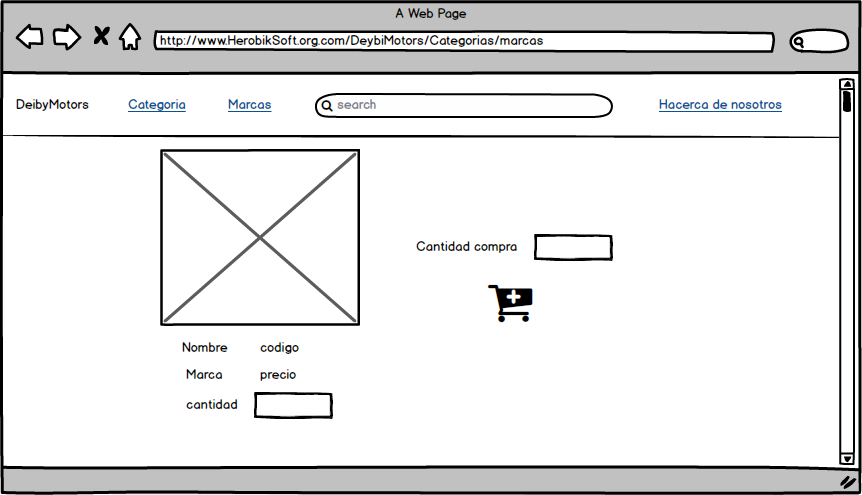 A Web Page
http://www.HerobikSoft.org.com/DeybiMotors/Categorias/marcas
DeibyMotors Categoria Marcas search Hacerca de nosotros
Cantidad compra
Nombre codigo
Marca precio
cantidad